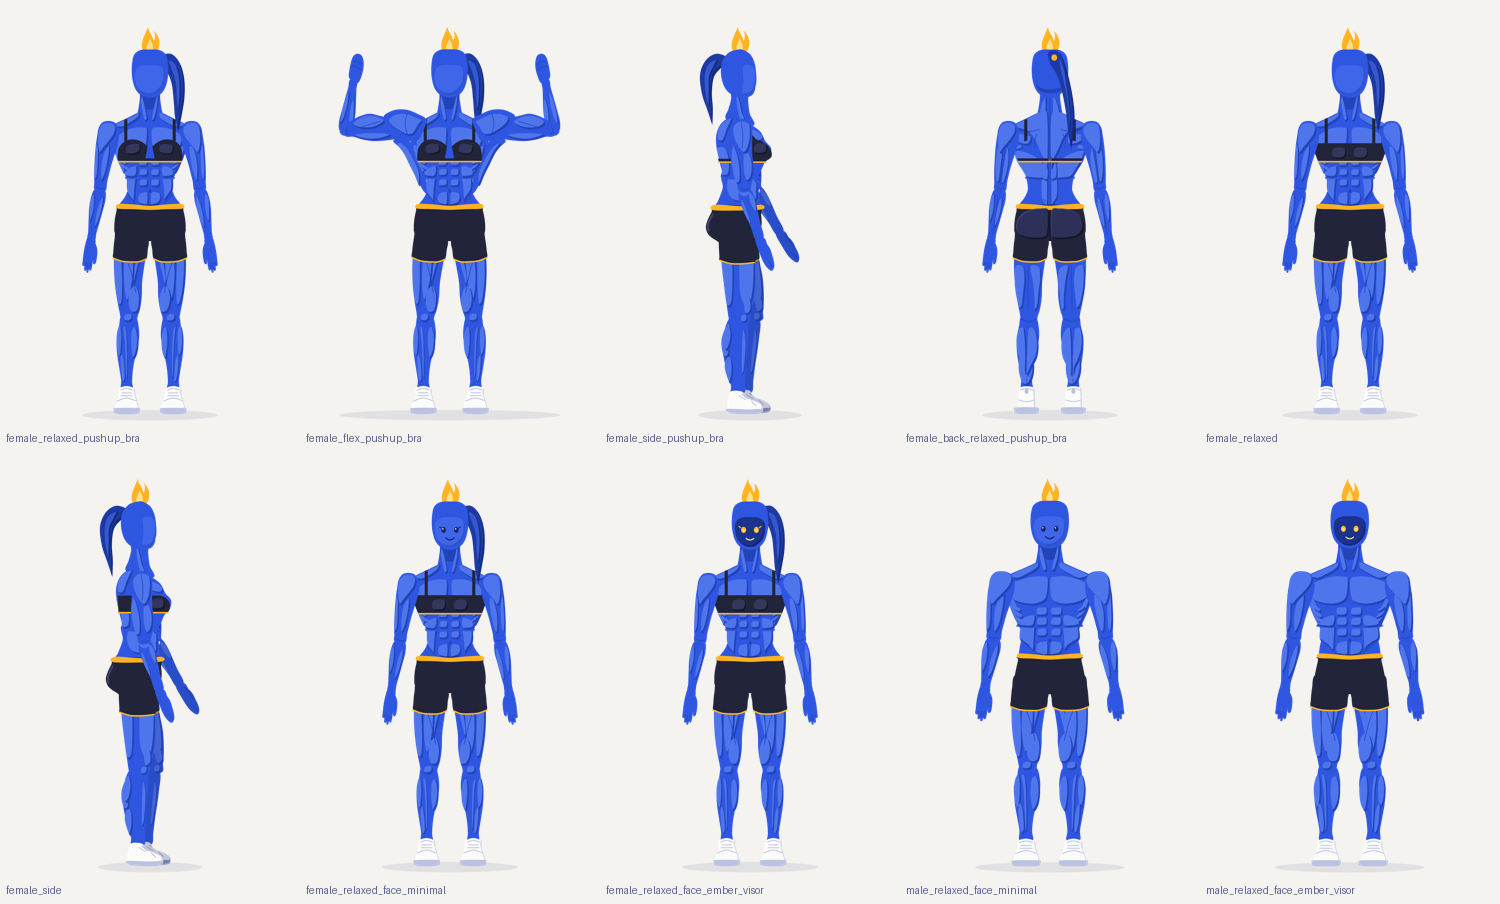 female_relaxed_pushup_bra
female_flex_pushup_bra
female_side_pushup_bra
female_back_relaxed_pushup_bra
female_relaxed
female_side
female_relaxed_face_minimal
female_relaxed_face_ember_visor
male_relaxed_face_minimal
male_relaxed_face_ember_visor